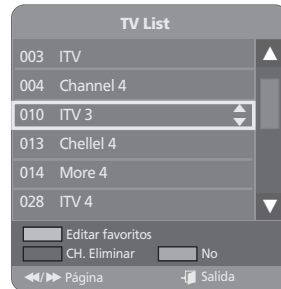 TV List
003 ITV
004 Channel 4
010 ITV 3
013 Chellel 4
014 More 4
028 ITV 4
Editar favoritos
CH. Eliminar No
Página Salida